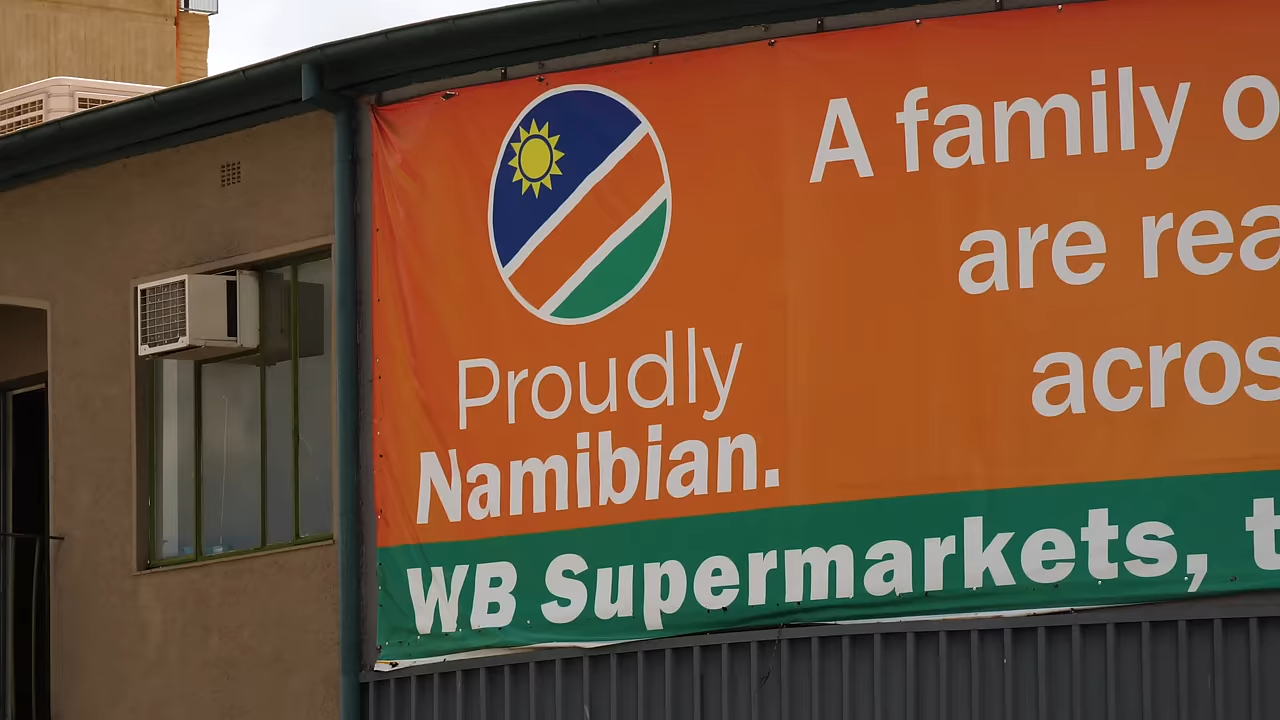 Proudly
Namibian.
A family o
are rea
acros
WB Supermarkets, t